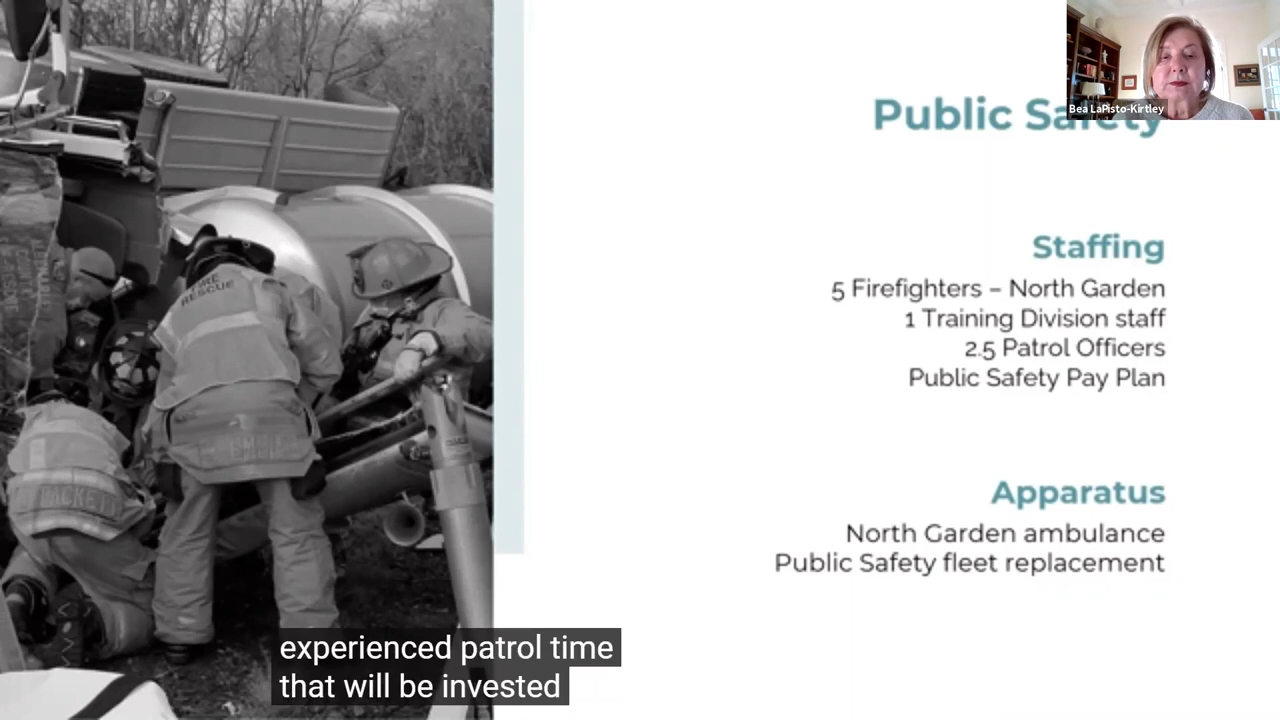 Bea LaPisto-Kirtley
Public Safety
Staffing
5 Firefighters – North Garden
1 Training Division staff
2.5 Patrol Officers
Public Safety Pay Plan
Apparatus
North Garden ambulance
Public Safety fleet replacement
FIRE
RESCUE
HACKETT
experienced patrol time
that will be invested